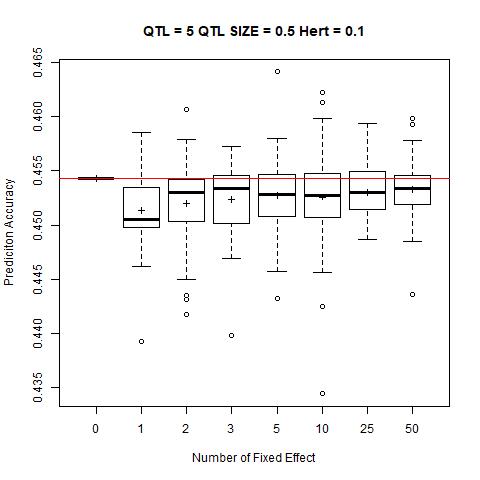 QTL = 5 QTL SIZE = 0.5 Hert = 0.1
0.465
0.460
0.455
0.450
0.445
0.440
0.435
Prediciton Accuracy
0 1 2 3 5 10 25 50
Number of Fixed Effect